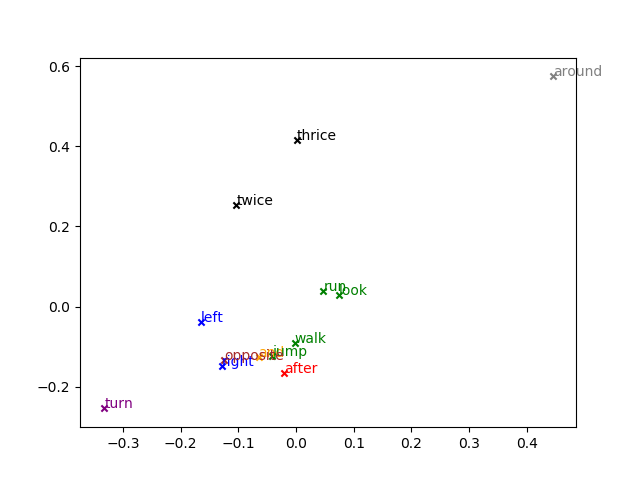 0.6
around
thrice
0.4
twice
0.2
run
look
0.0
left
walk
and
jump
opposite
right
after
−0.2
turn
−0.3
−0.2
−0.1
0.0
0.1
0.2
0.3
0.4